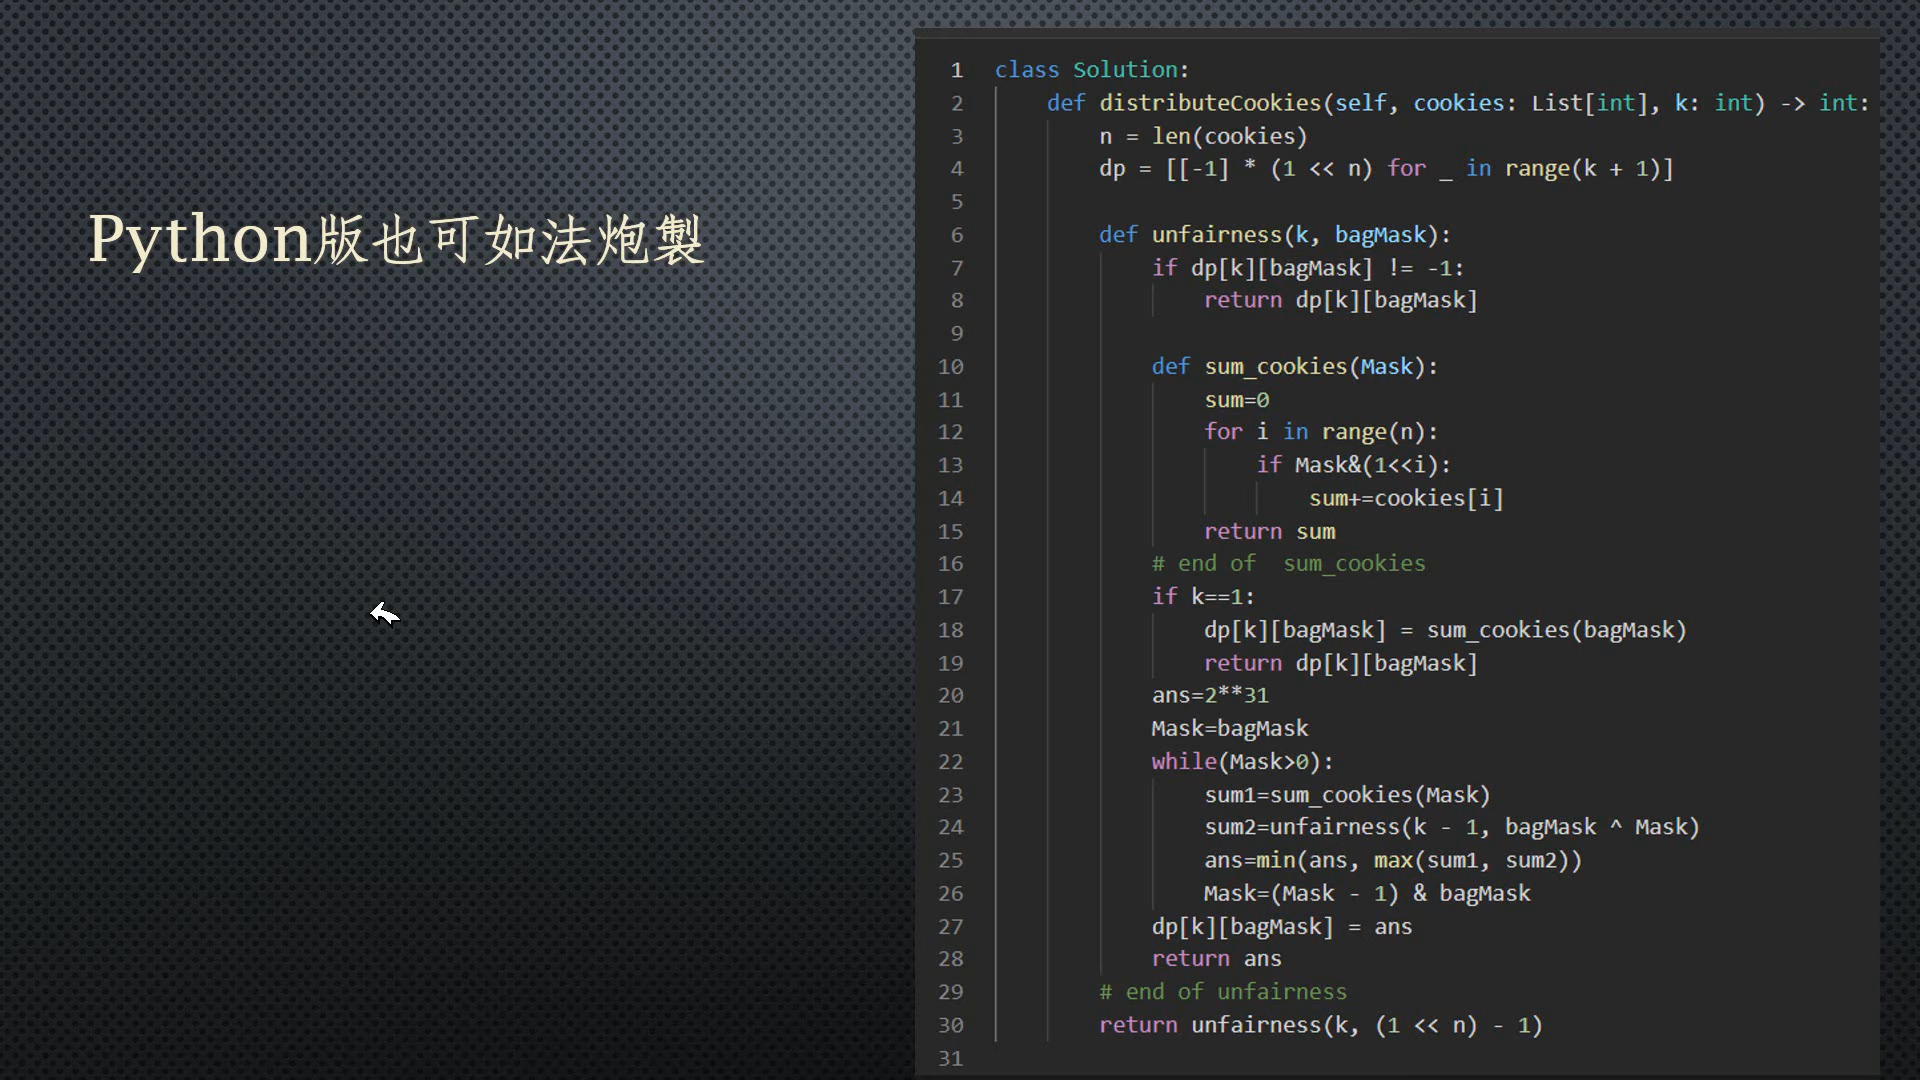 Python版也可如法炮製
1 class Solution:
2     def distributeCookies(self, cookies: List[int], k: int) -> int:
3         n = len(cookies)
4         dp = [[-1] * (1 << n) for _ in range(k + 1)]
5
6         def unfairness(k, bagMask):
7             if dp[k][bagMask] != -1:
8                 return dp[k][bagMask]
9
10             def sum_cookies(Mask):
11                 sum=0
12                 for i in range(n):
13                     if Mask&(1<<i):
14                         sum+=cookies[i]
15                 return sum
16             # end of  sum_cookies
17             if k==1:
18                 dp[k][bagMask] = sum_cookies(bagMask)
19                 return dp[k][bagMask]
20             ans=2**31
21             Mask=bagMask
22             while(Mask>0):
23                 sum1=sum_cookies(Mask)
24                 sum2=unfairness(k - 1, bagMask ^ Mask)
25                 ans=min(ans, max(sum1, sum2))
26                 Mask=(Mask - 1) & bagMask
27             dp[k][bagMask] = ans
28             return ans
29         # end of unfairness
30         return unfairness(k, (1 << n) - 1)
31